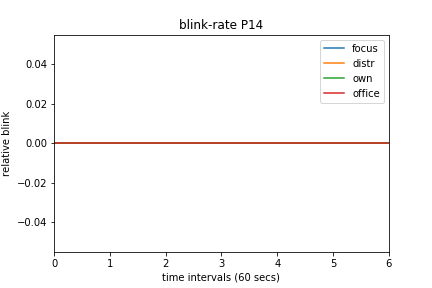 blink-rate P14
focus
distr
own
office
0.04
0.02
0.00
−0.02
−0.04
relative blink
0 1 2 3 4 5 6
time intervals (60 secs)